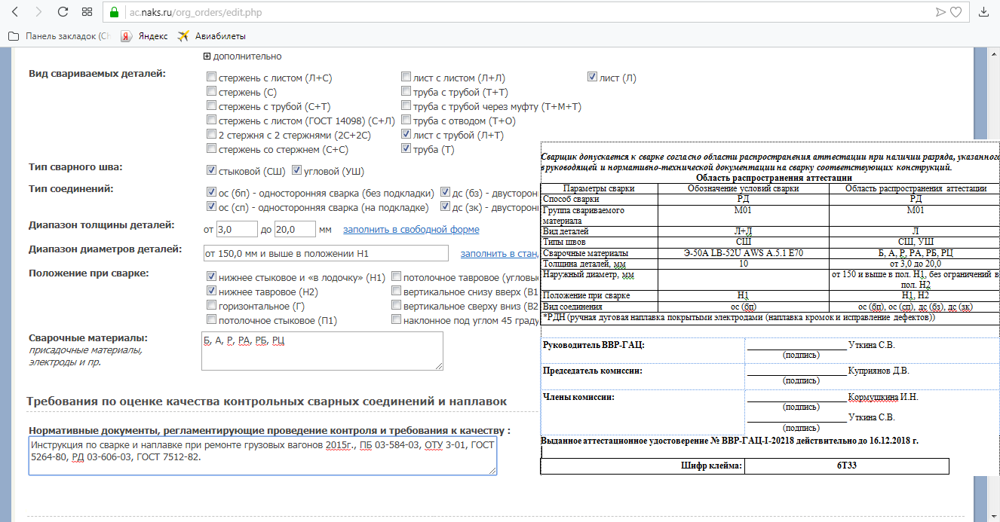 ac.naks.ru/org_orders/edit.php
Панель закладок (Ch
Яндекс
Авиабилеты
дополнительно
Вид свариваемых деталей:
стержень с листом (Л+С) лист с листом (Л+Л) лист (Л)
стержень (С) труба с трубой (Т+Т)
стержень с трубой (С+Т) труба с трубой через муфту (Т+М+Т)
стержень с листом (ГОСТ 14098) (С+Л) труба с отводом (Т+О)
2 стержня с 2 стержнями (2С+2С) лист с трубой (Л+Т)
стержень со стержнем (С+С) труба (Т)
Тип сварного шва:
стыковой (СШ) угловой (УШ)
Тип соединений:
ос (бп) - односторонняя сварка (без подкладки) дс (бз) - двусторон
ос (сп) - односторонняя сварка (на подкладке) дс (зк) - двусторон
Диапазон толщины деталей:
от 3,0 до 20,0 мм заполнить в свободной форме
Диапазон диаметров деталей:
от 150,0 мм и выше в положении Н1 заполнить в стан
Положение при сварке:
нижнее стыковое и «в лодочку» (Н1) потолочное тавровое (угловые
нижнее тавровое (Н2) вертикальное снизу вверх (В1
горизонтальное (Г) вертикальное сверху вниз (В2
потолочное стыковое (П1) наклонное под углом 45 граду
Сварочные материалы:
присадочные материалы,
электроды и пр.
Б, А, Р, РА, РБ, РЦ
Требования по оценке качества контрольных сварных соединений и наплавок
Нормативные документы, регламентирующие проведение контроля и требования к качеству :
Инструкция по сварке и наплавке при ремонте грузовых вагонов 2015г., ПБ 03-584-03, ОТУ 3-01, ГОСТ
5264-80, РД 03-606-03, ГОСТ 7512-82.
Сварщик допускается к сварке согласно области распространения аттестации при наличии разряда, указанного
в руководящей и нормативно-технической документации на сварку соответствующих конструкций.
Область распространения аттестации
Параметры сварки Обозначение условий сварки Область распространения аттестации
Способ сварки РД РД
Группа свариваемого М01 М01
материала
Вид деталей Л+Л Л
Типы швов СШ СШ, УШ
Сварочные материалы Э-50А LB-52U AWS A.5.1 E70 Б, А, Р, РА, РБ, РЦ
Толщина деталей, мм 10 от 3,0 до 20,0
Наружный диаметр, мм от 150 и выше в пол. Н1, без ограничений в
пол. Н2
Положение при сварке Н1 Н1, Н2
Вид соединения ос (бп) ос (бп), ос (сп), дс (бз), дс (зк)
*РДН (ручная дуговая наплавка покрытыми электродами (наплавка кромок и исправление дефектов))
Руководитель ВВР-ГАЦ: Уткина С.В.
(подпись)
Председатель комиссии: Куприянов Д.В.
(подпись)
Члены комиссии: Кормушкина И.Н.
(подпись)
Уткина С.В.
(подпись)
Выданное аттестационное удостоверение № ВВР-ГАЦ-I-20218 действительно до 16.12.2018 г.
Шифр клейма: 6Т33